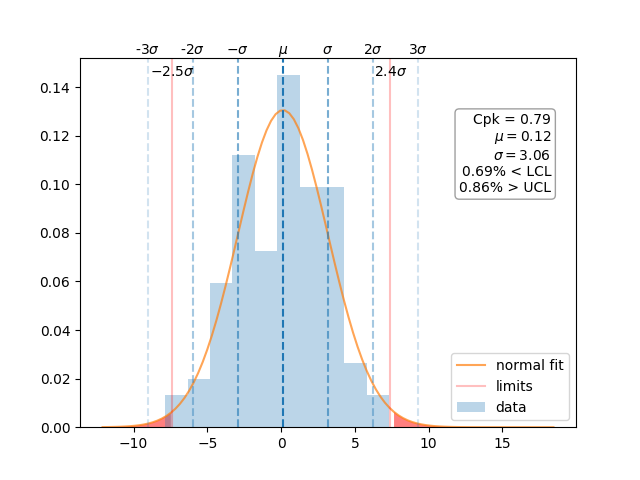 -3σ -2σ −σ μ σ 2σ 3σ
−2.5σ 2.4σ
0.14
0.12
0.10
0.08
0.06
0.04
0.02
0.00
Cpk = 0.79
μ = 0.12
σ = 3.06
0.69% < LCL
0.86% > UCL
normal fit
limits
data
−10 −5 0 5 10 15